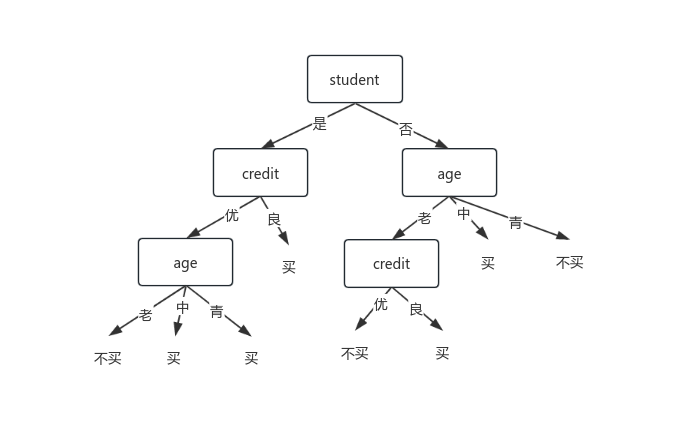 student
是
否
credit
age
优
良
老
中
青
age
买
credit
买
不买
老
中
青
优
良
不买
买
买
不买
买